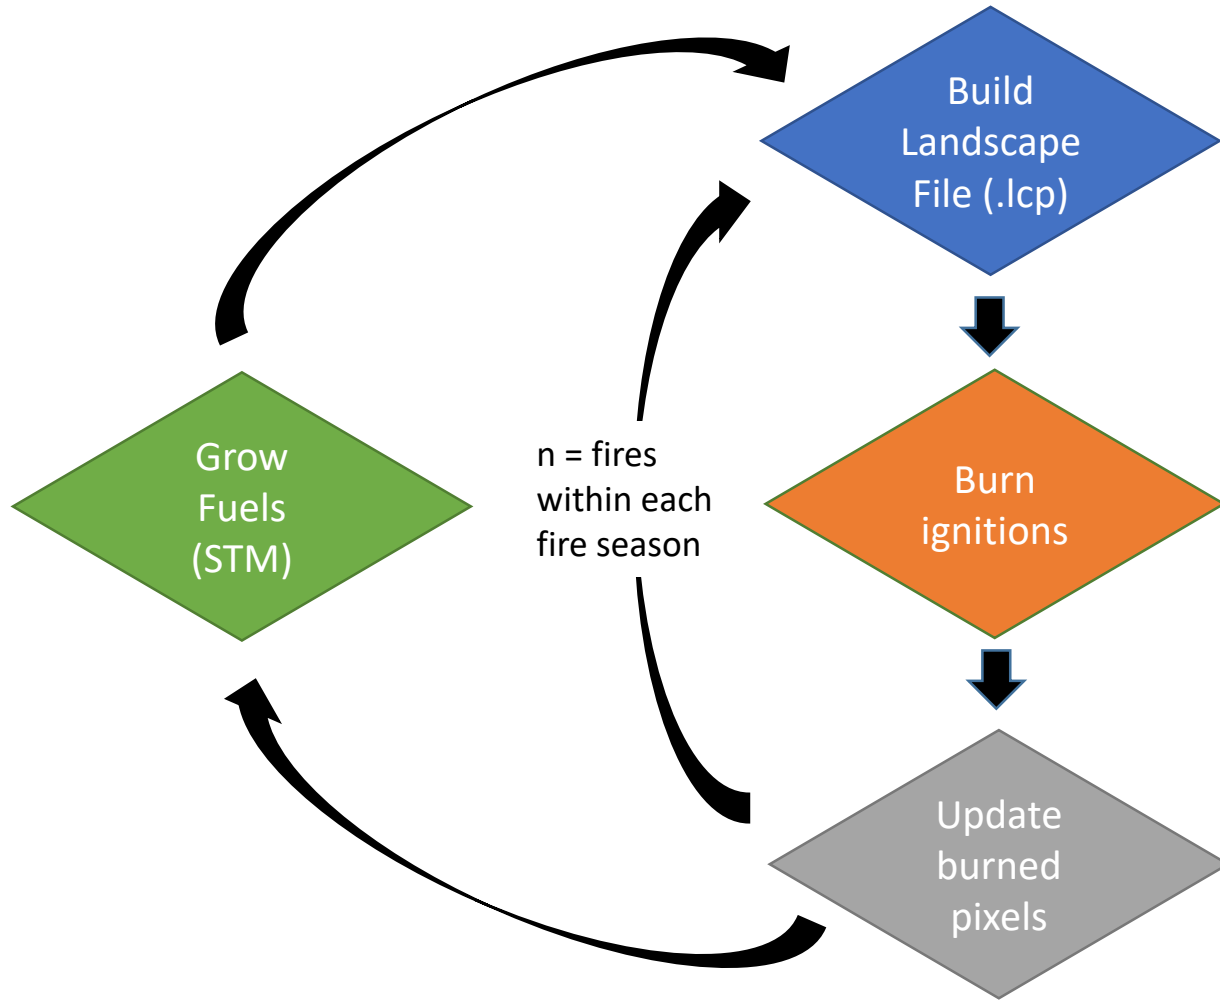 Build
Landscape
File (.lcp)
Grow
Fuels
(STM)
n = fires
within each
fire season
Burn
ignitions
Update
burned
pixels